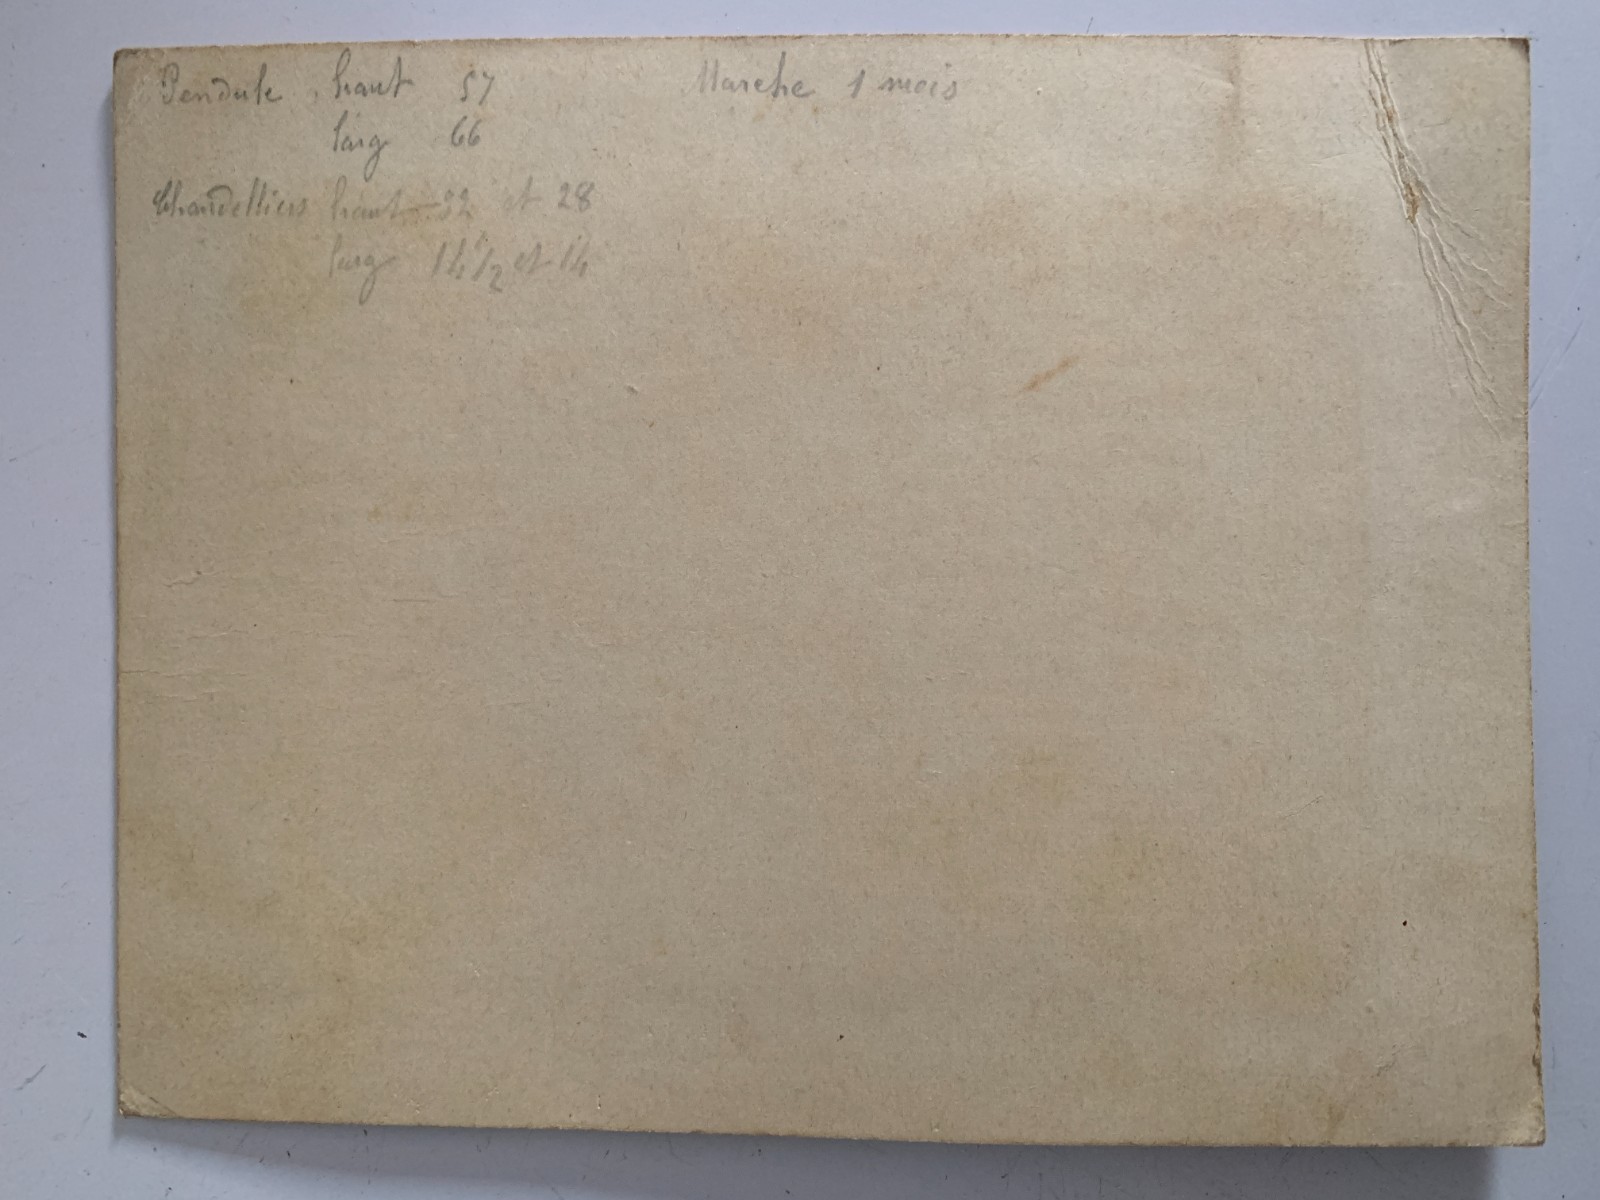 Pendule, haut 57 Marche 1 mois
larg 66
Chandelliers haut 32 et 28
larg 14 1/2 et 14